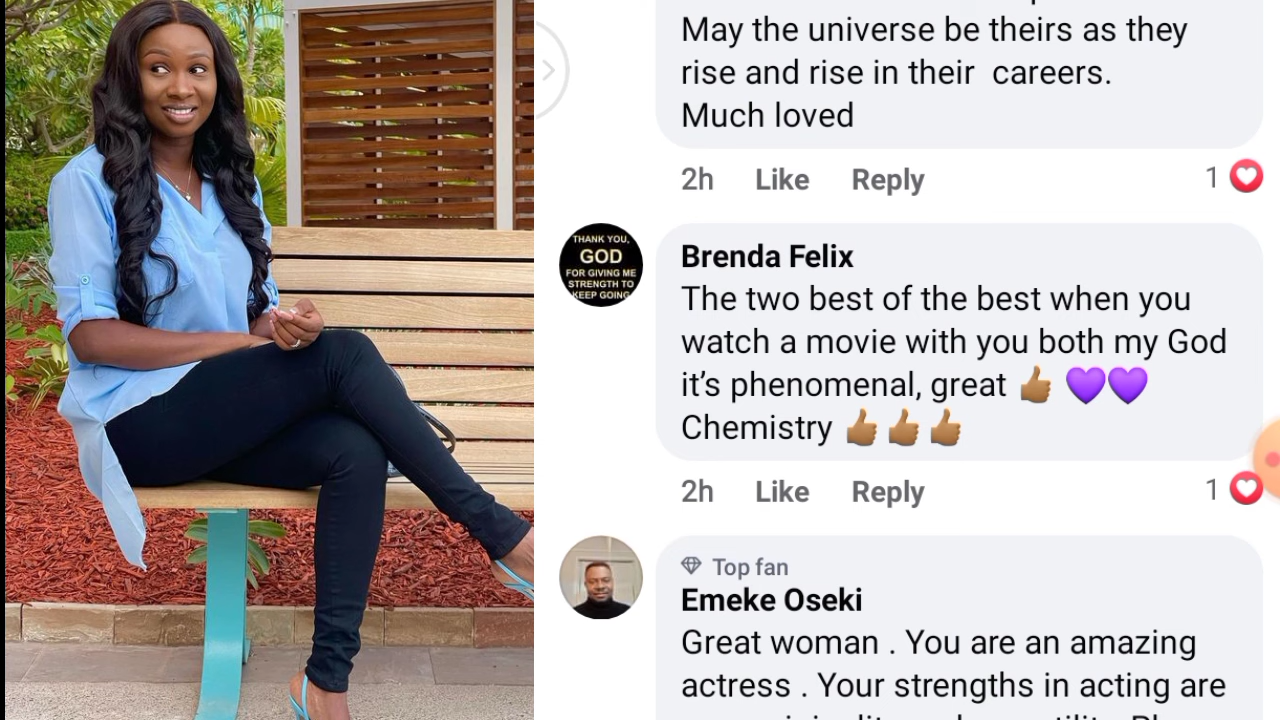 May the universe be theirs as they
rise and rise in their careers.
Much loved
2h Like Reply 1
THANK YOU,
GOD
FOR GIVING ME
STRENGTH TO
KEEP GOING
Brenda Felix
The two best of the best when you
watch a movie with you both my God
it’s phenomenal, great 👍🏾 💜💜
Chemistry 👍🏾👍🏾👍🏾
2h Like Reply 1
Top fan
Emeke Oseki
Great woman . You are an amazing
actress . Your strengths in acting are